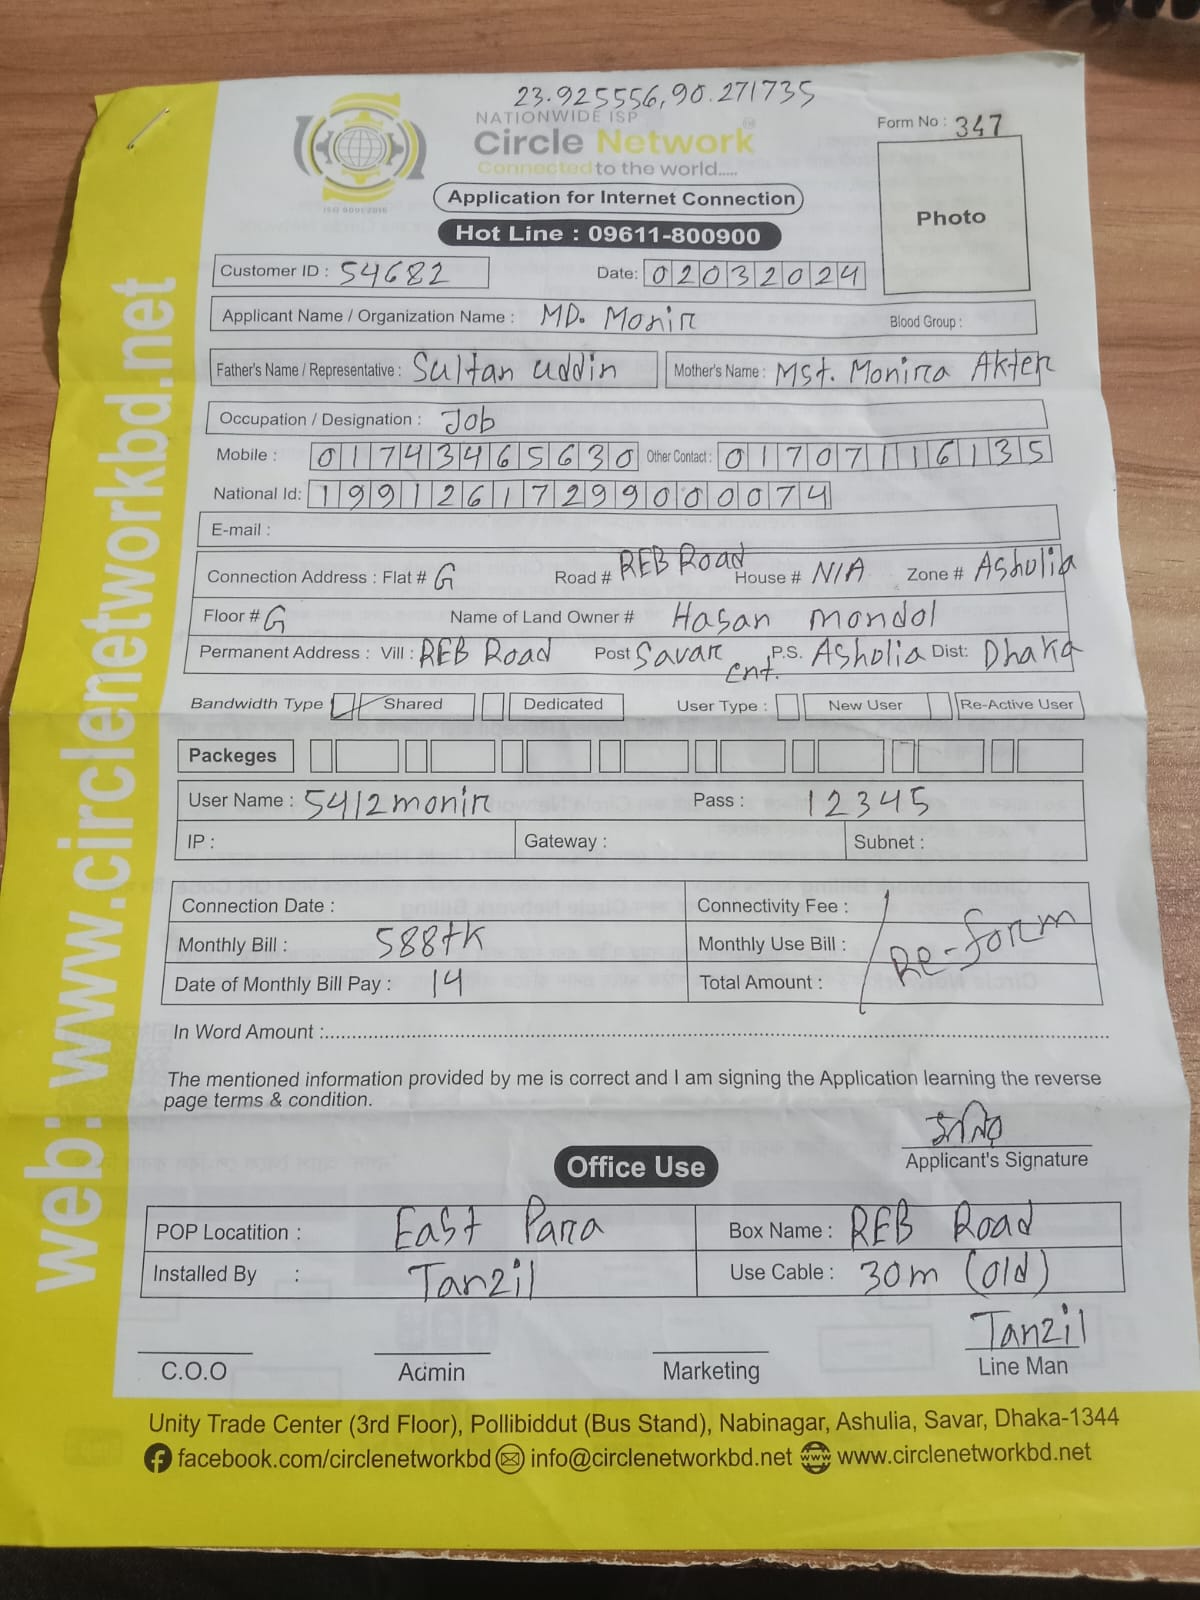 23.925556, 90.271735
NATIONWIDE ISP
Circle Network
Connected to the world.....
ISO 9001:2015
Form No : 347
Photo
Application for Internet Connection
Hot Line : 09611-800900
Customer ID : 54682 Date: 02032024
Applicant Name / Organization Name : MD. Monir Blood Group :
Father's Name / Representative : Sultan uddin Mother's Name : Mst. Monira Akter
Occupation / Designation : Job
Mobile : 01743465630 Other Contact : 01707116135
National Id: 19912617299000074
E-mail :
Connection Address : Flat # G Road # REB Road House # N/A Zone # Asholia
Floor # G Name of Land Owner # Hasan mondol
Permanent Address : Vill : REB Road Post Savar Cnt. P.S. Asholia Dist: Dhaka
Bandwidth Type Shared Dedicated User Type : New User Re-Active User
Packeges
User Name : 5412monir Pass : 12345
IP : Gateway : Subnet :
Connection Date : Connectivity Fee :
Monthly Bill : 588tk Monthly Use Bill : Re-form
Date of Monthly Bill Pay : 14 Total Amount :
In Word Amount :
The mentioned information provided by me is correct and I am signing the Application learning the reverse
page terms & condition.
মনির
Applicant's Signature
Office Use
POP Locatition : East Para Box Name : REB Road
Installed By : Tanzil Use Cable : 30m (old)
Tanzil
C.O.O Admin Marketing Line Man
Unity Trade Center (3rd Floor), Pollibiddut (Bus Stand), Nabinagar, Ashulia, Savar, Dhaka-1344
facebook.com/circlenetworkbd info@circlenetworkbd.net www.circlenetworkbd.net
web: www.circlenetworkbd.net